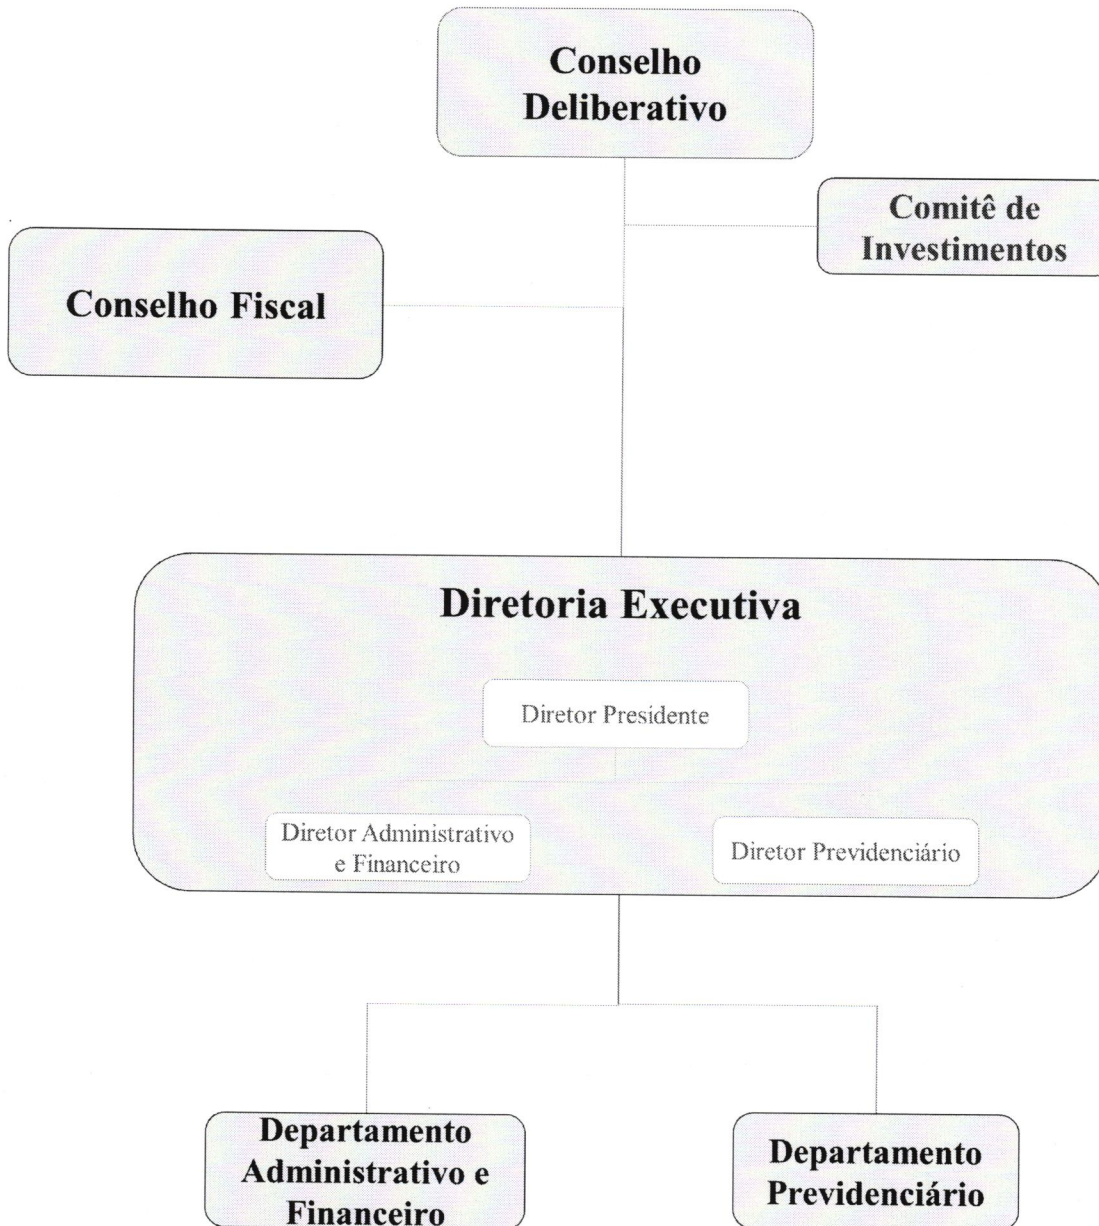 Conselho
Deliberativo
Comitê de
Investimentos
Conselho Fiscal
Diretoria Executiva
Diretor Presidente
Diretor Administrativo
e Financeiro
Diretor Previdenciário
Departamento
Administrativo e
Financeiro
Departamento
Previdenciário